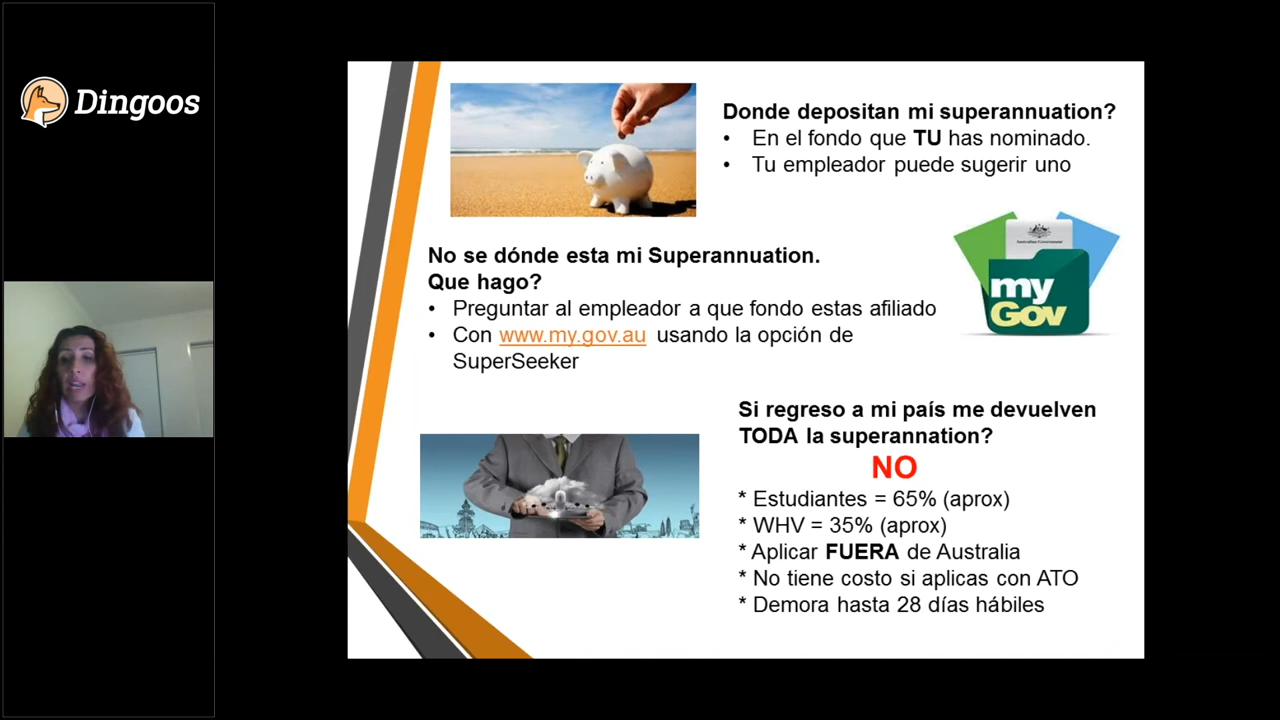 Dingoos
Donde depositan mi superannuation?
• En el fondo que TU has nominado.
• Tu empleador puede sugerir uno
Australian Government
my
Gov
No se dónde esta mi Superannuation.
Que hago?
• Preguntar al empleador a que fondo estas afiliado
• Con www.my.gov.au usando la opción de
SuperSeeker
Si regreso a mi país me devuelven
TODA la superannation?
NO
* Estudiantes = 65% (aprox)
* WHV = 35% (aprox)
* Aplicar FUERA de Australia
* No tiene costo si aplicas con ATO
* Demora hasta 28 días hábiles